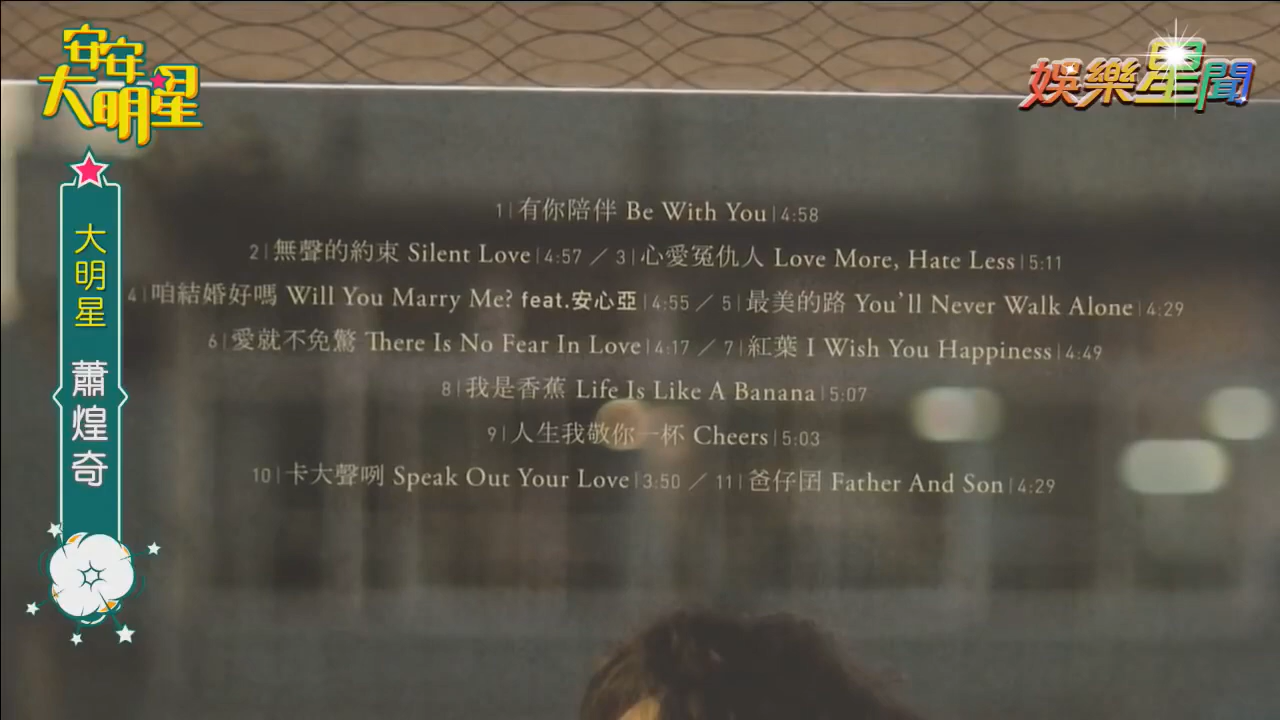 安安
大明星
娛樂星聞
大明星 蕭煌奇
1|有你陪伴 Be With You|4:58
2|無聲的約束 Silent Love|4:57 / 3|心愛冤仇人 Love More, Hate Less|5:11
4|咱結婚好嗎 Will You Marry Me? feat.安心亞|4:55 / 5|最美的路 You'll Never Walk Alone|4:29
6|愛就不免驚 There Is No Fear In Love|4:17 / 7|紅葉 I Wish You Happiness|4:49
8|我是香蕉 Life Is Like A Banana|5:07
9|人生我敬你一杯 Cheers|5:03
10|卡大聲咧 Speak Out Your Love|3:50 / 11|爸仔囝 Father And Son|4:29